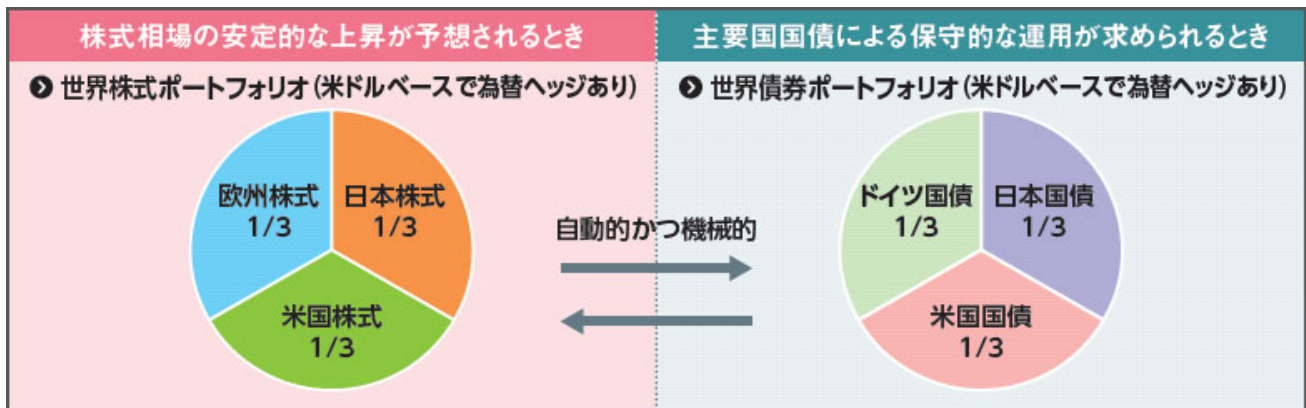 株式相場の安定的な上昇が予想されるとき
世界株式ポートフォリオ(米ドルベースで為替ヘッジあり)
欧州株式
1/3
日本株式
1/3
米国株式
1/3
自動的かつ機械的
主要国国債による保守的な運用が求められるとき
世界債券ポートフォリオ(米ドルベースで為替ヘッジあり)
ドイツ国債
1/3
日本国債
1/3
米国国債
1/3